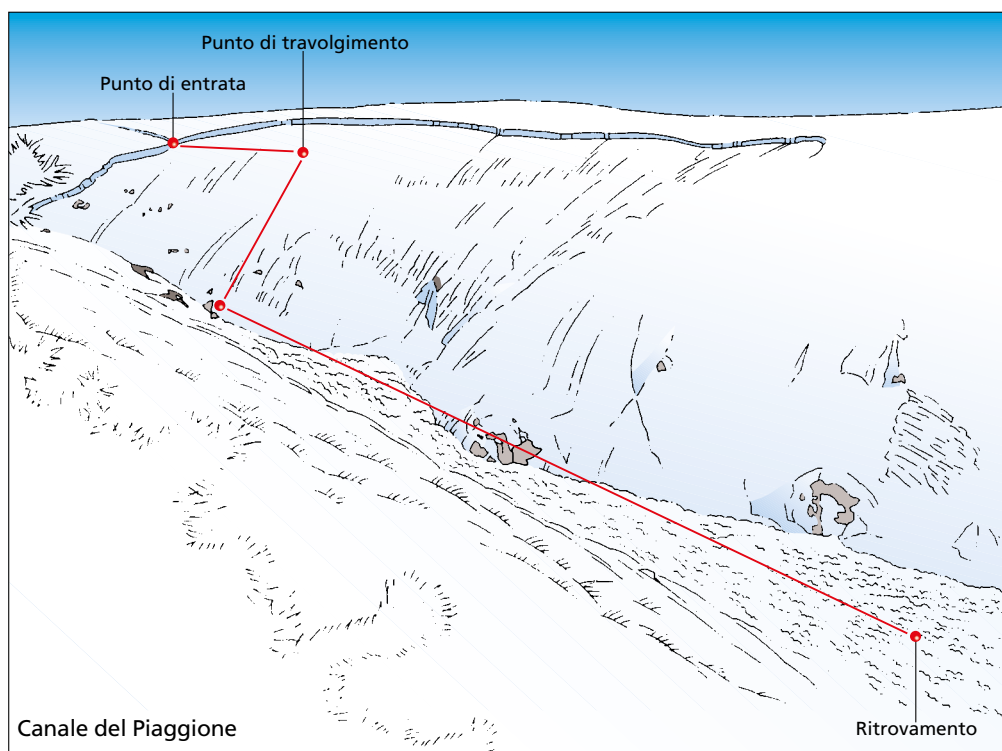 Punto di travolgimento
Punto di entrata
Canale del Piaggione
Ritrovamento